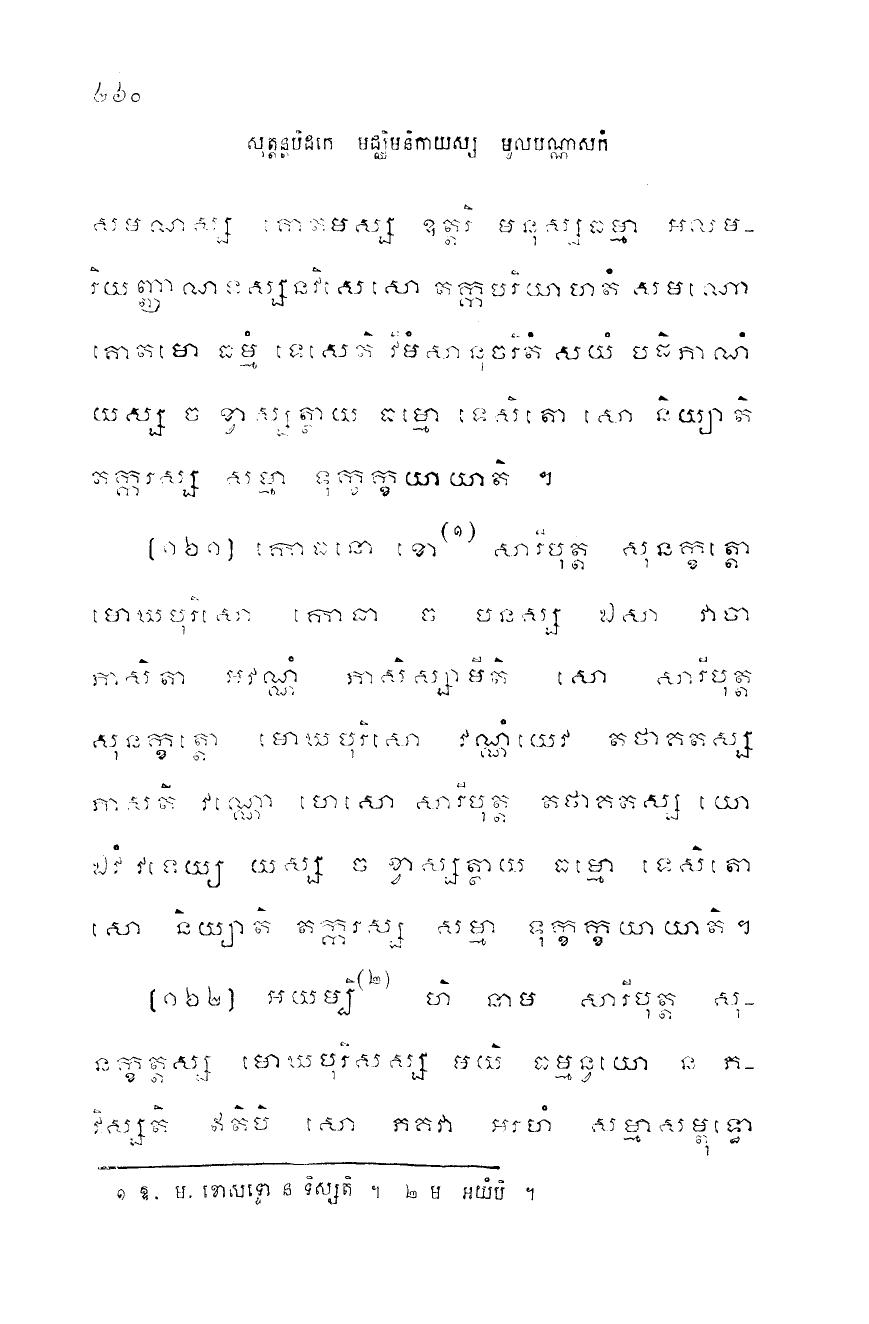 ២៦០
សុត្តន្តបិដកេ មជ្ឈិមនិកាយស្ស មូលបណ្ណាសកំ
សមណស្ស គោតមស្ស ឧត្តរិ មនុស្សធម្មា អលម-
រិយញ្ញាណទស្សនវិសេសោ តក្កបរិយាហតំ សមណោ
គោតមោ ធម្មំ ទេសេតិ វីមំសានុចរិតំ សយំ បដិភាណំ
យស្ស ច ខ្វាស្សត្ថាយ ធម្មោ ទេសិតោ សោ និយ្យាតិ
តក្ករស្ស សម្មា ទុក្ខក្ខយាយាតិ ។
[១៦១] កោធនោ ខោ(១) សារីបុត្ត សុនក្ខត្តោ
មោឃបុរិសោ កោធា ច បនស្ស ឯសា វាចា
ភាសិតា អវណ្ណំ ភាសិស្សាមីតិ សោ សារីបុត្ត
សុនក្ខត្តោ មោឃបុរិសោ វណ្ណំយេវ តថាគតស្ស
ភាសតិ វណ្ណោ ហេសោ សារីបុត្ត តថាគតស្ស យោ
ឯវំ វទេយ្យ យស្ស ច ខ្វាស្សត្ថាយ ធម្មោ ទេសិតោ
សោ និយ្យាតិ តក្ករស្ស សម្មា ទុក្ខក្ខយាយាតិ។
[១៦២] អយម្បិ(២) ហិ នាម សារីបុត្ត សុ-
នក្ខត្តស្ស មោឃបុរិសស្ស មយិ ធម្មន្វយោ ន ភ-
វិស្សតិ ឥតិបិ សោ ភគវា អរហំ សម្មាសម្ពុទ្ធោ
១ ឱ. ម. ខោសទ្ទោ ន ទិស្សតិ ។ ២ ម អយំបិ ។